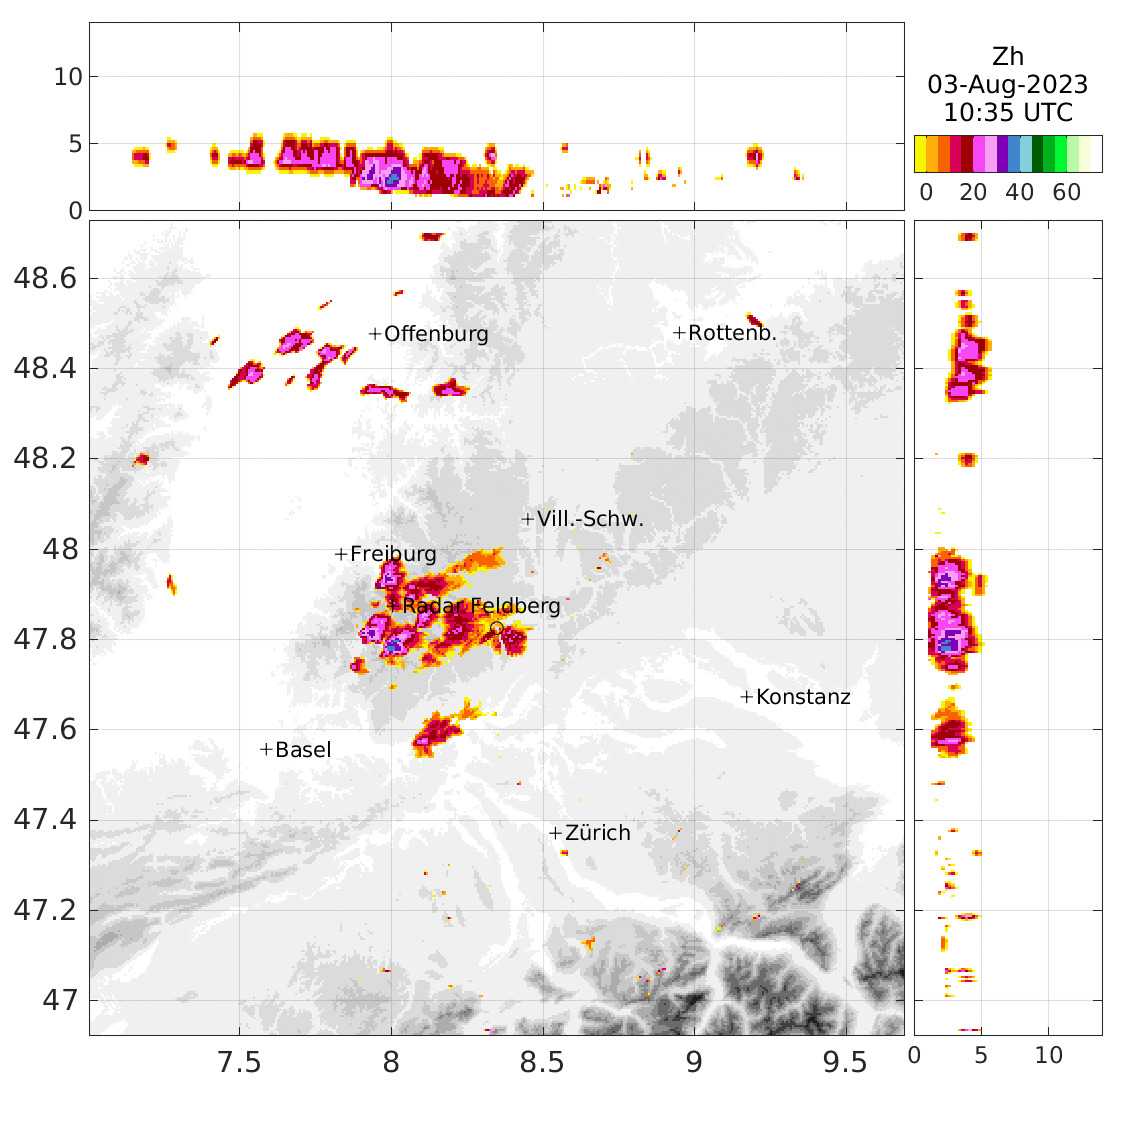 Zh
03-Aug-2023
10:35 UTC
0 20 40 60
10
5
0
48.6
48.4
48.2
48
47.8
47.6
47.4
47.2
47
Offenburg
Rottenb.
Vill.-Schw.
Freiburg
Radar Feldberg
Konstanz
Basel
Zürich
7.5 8 8.5 9 9.5
0 5 10